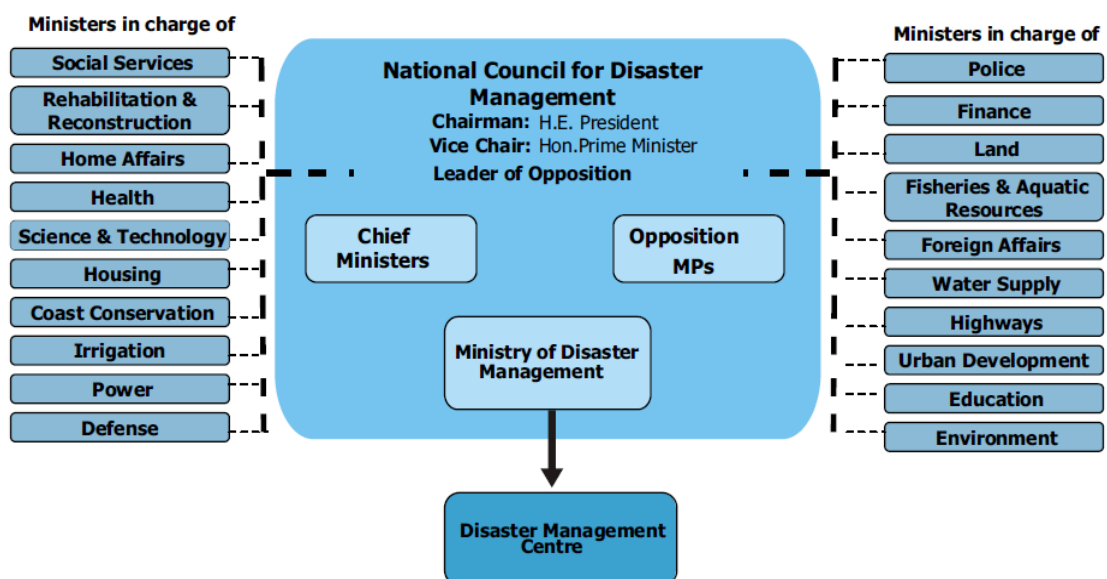 Ministers in charge of
Social Services
Rehabilitation &
Reconstruction
Home Affairs
Health
Science & Technology
Housing
Coast Conservation
Irrigation
Power
Defense
National Council for Disaster
Management
Chairman: H.E. President
Vice Chair: Hon.Prime Minister
Leader of Opposition
Chief
Ministers
Opposition
MPs
Ministry of Disaster
Management
Disaster Management
Centre
Ministers in charge of
Police
Finance
Land
Fisheries & Aquatic
Resources
Foreign Affairs
Water Supply
Highways
Urban Development
Education
Environment